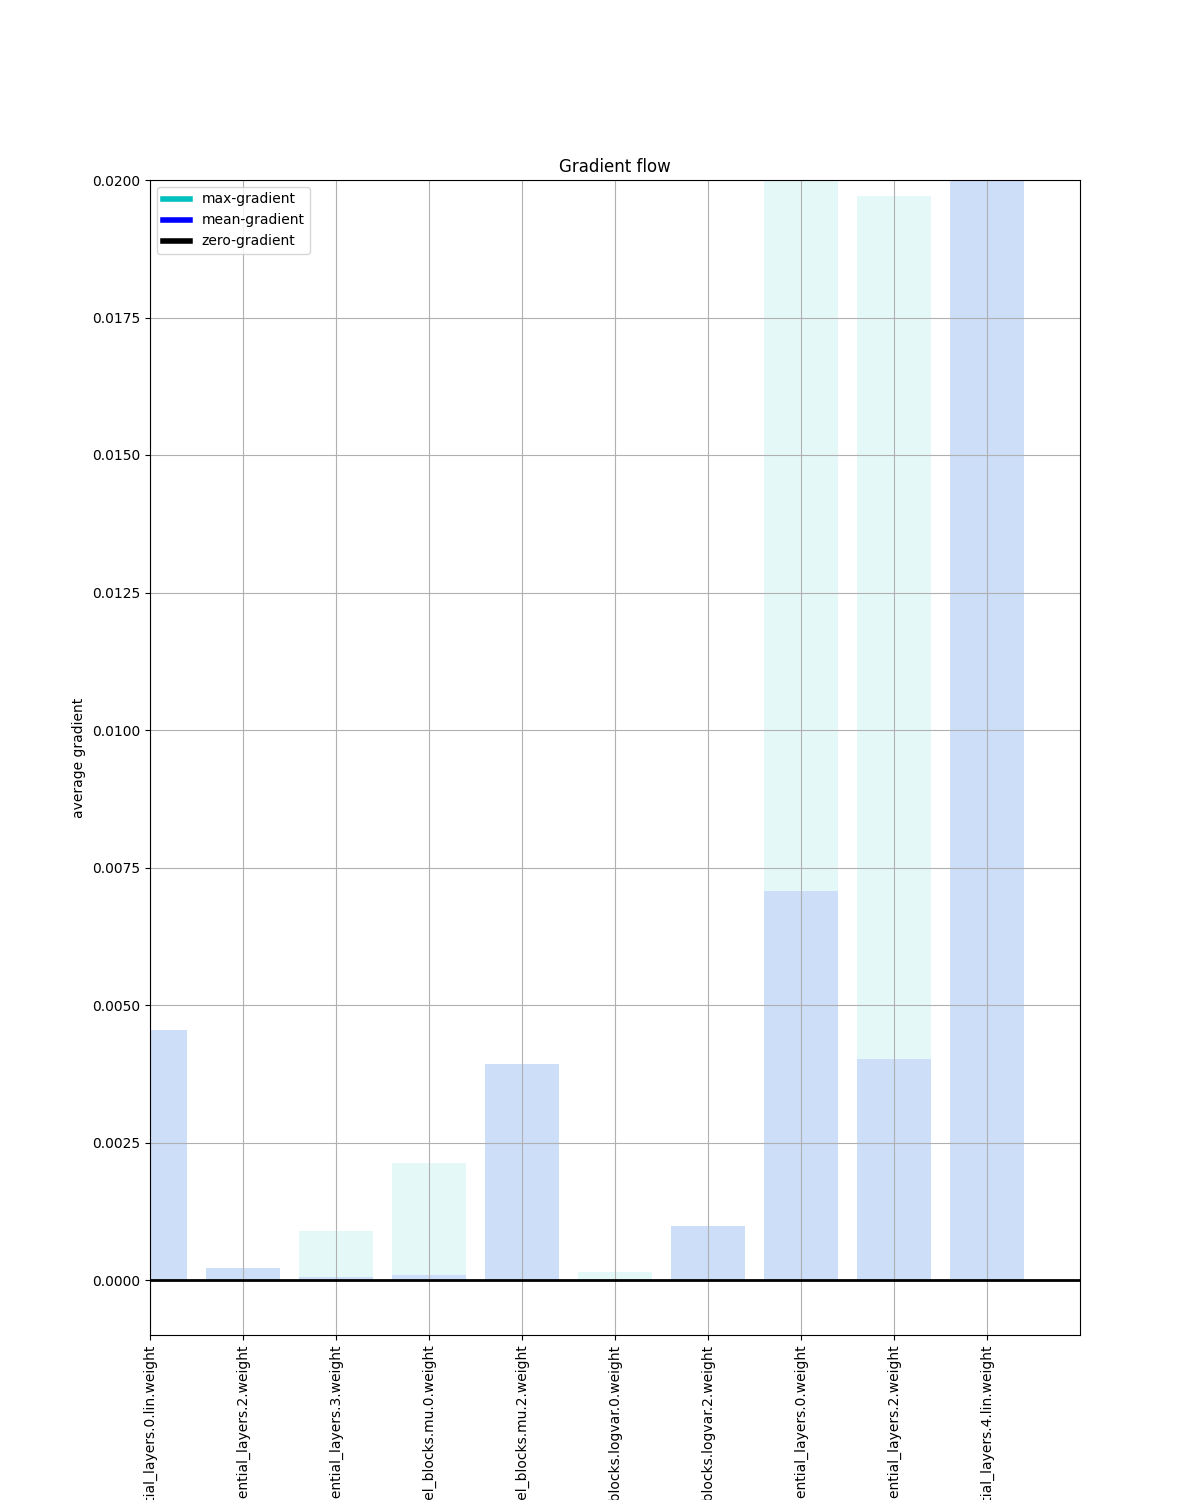 Gradient flow
max-gradient
mean-gradient
zero-gradient
0.0200
0.0175
0.0150
0.0125
0.0100
0.0075
0.0050
0.0025
0.0000
average gradient
tial_layers.0.lin.weight
ential_layers.2.weight
ential_layers.3.weight
el_blocks.mu.0.weight
el_blocks.mu.2.weight
blocks.logvar.0.weight
blocks.logvar.2.weight
ential_layers.0.weight
ential_layers.2.weight
tial_layers.4.lin.weight